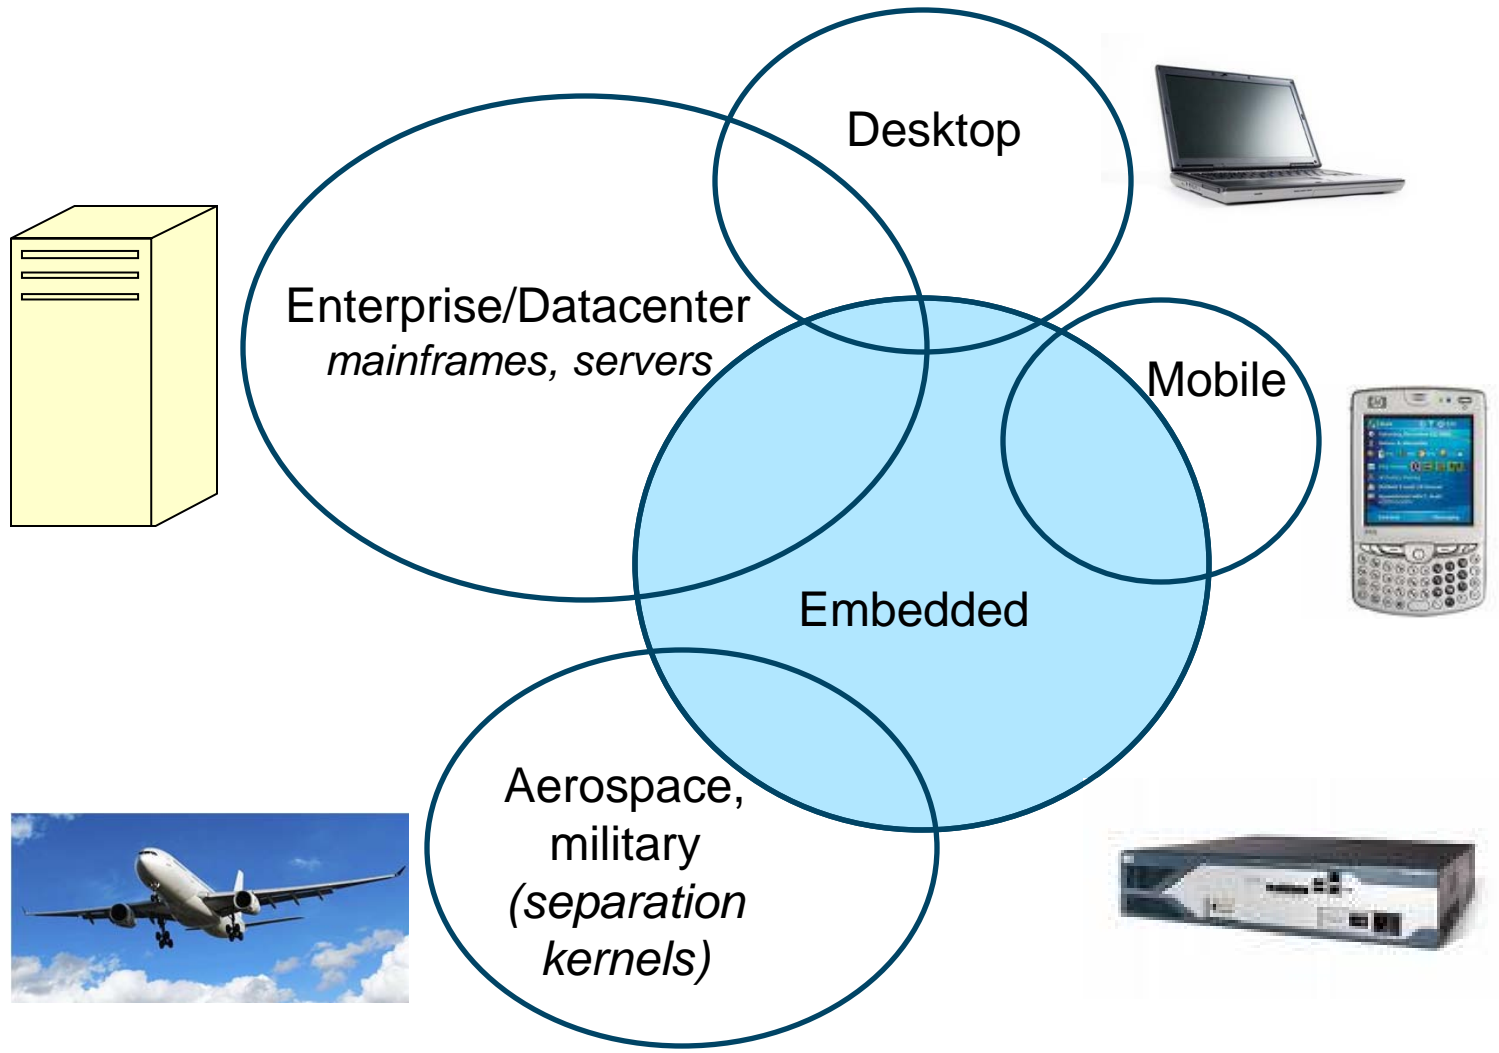 Desktop
Enterprise/Datacenter
mainframes, servers
Mobile
Embedded
Aerospace,
military
(separation
kernels)